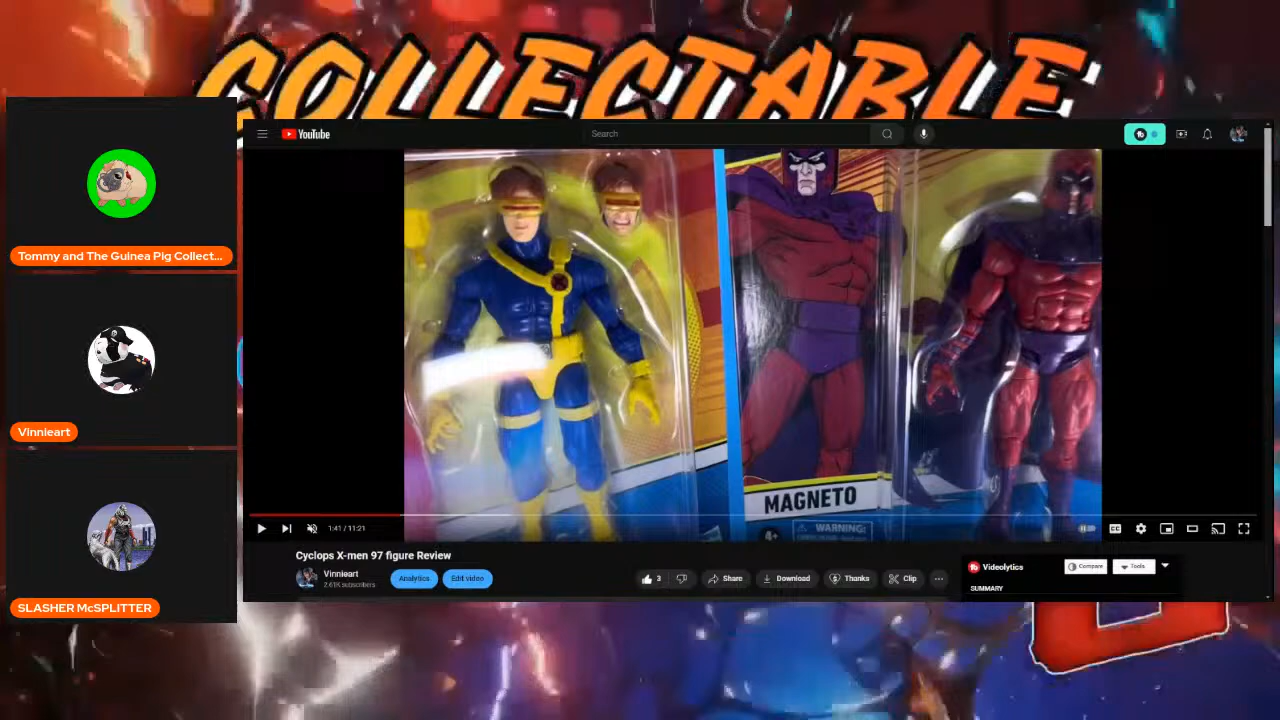 COLLECTABLE
YouTube
Search
Tommy and The Guinea Pig Collect...
Vinnieart
SLASHER McSPLITTER
MAGNETO
WARNING:
4+
1:41 / 11:21
CC
Cyclops X-men 97 figure Review
Vinnieart
2.61K subscribers
Analytics
Edit video
3
Share
Download
Thanks
Clip
Videolytics
Compare
Tools
SUMMARY